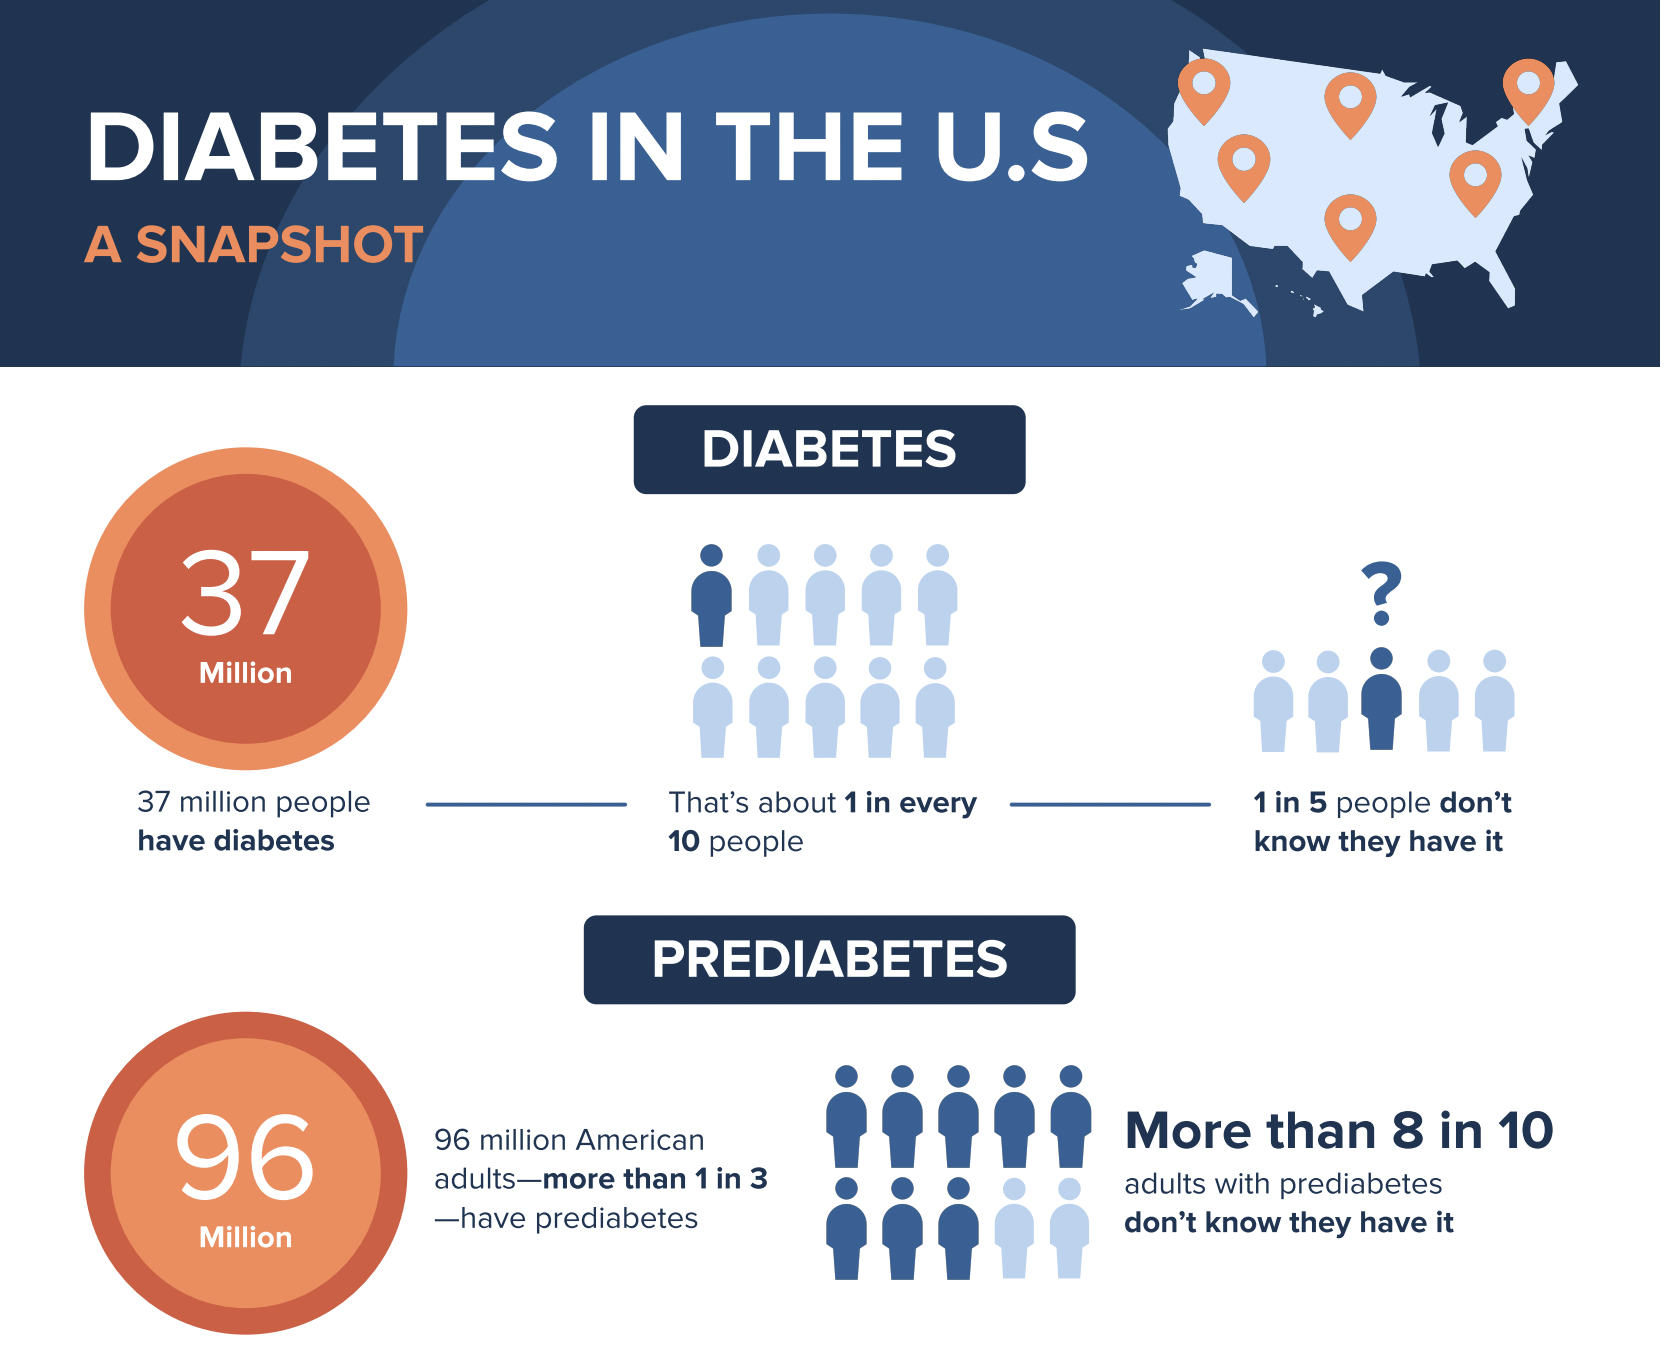 DIABETES IN THE U.S
A SNAPSHOT
DIABETES
37
Million
37 million people
have diabetes
That’s about 1 in every
10 people
?
1 in 5 people don’t
know they have it
PREDIABETES
96
Million
96 million American
adults—more than 1 in 3
—have prediabetes
More than 8 in 10
adults with prediabetes
don’t know they have it